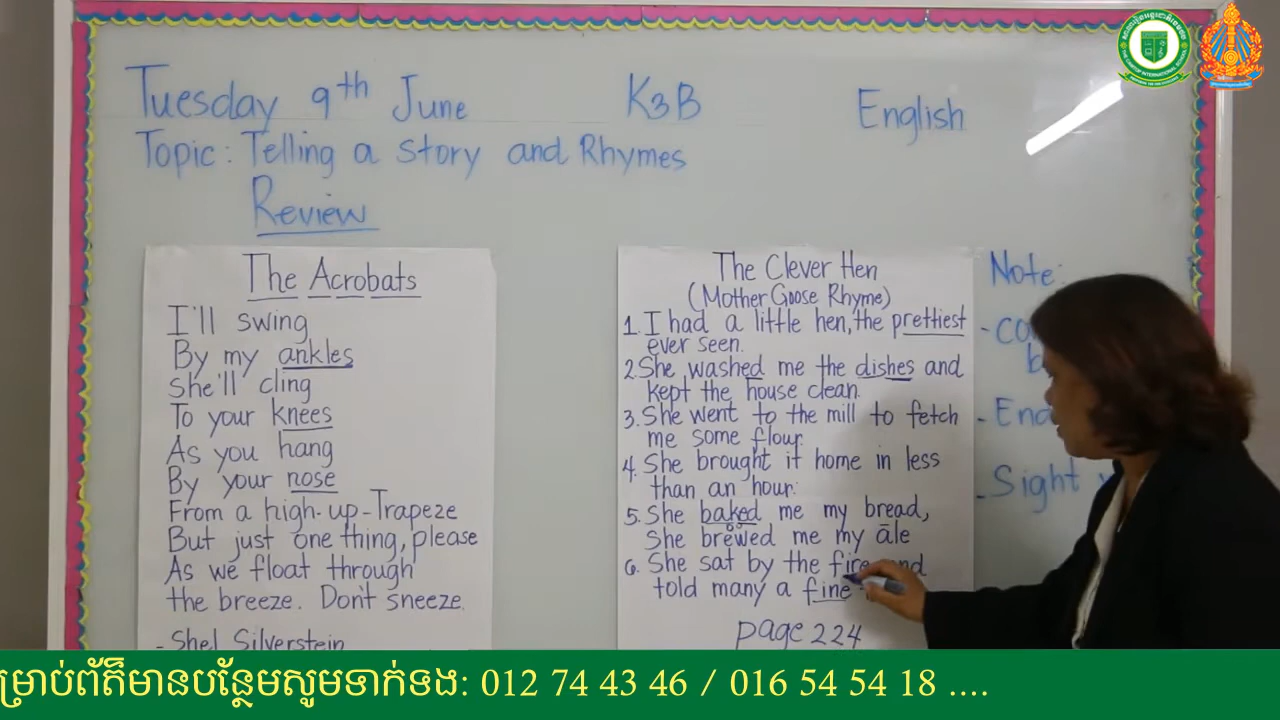 Tuesday 9th June K3B English
Topic: Telling a story and Rhymes
Review
The Acrobats
I'll swing
By my ankles
She'll cling
To your knees
As you hang
By your nose
From a high-up-Trapeze
But just one thing, please
As we float through
the breeze. Don't sneeze.
- Shel Silverstein
The Clever Hen
(Mother Goose Rhyme)
1. I had a little hen, the prettiest
ever seen.
2. She washed me the dishes and
kept the house clean.
3. She went to the mill to fetch
me some flour.
4. She brought it home in less
than an hour.
5. She baked me my bread,
She brewed me my āle
6. She sat by the fire and
told many a fine
page 224
Note:
- Sight
ម្រាប់ព័ត៌មានបន្ថែមសូមទាក់ទង: 012 74 43 46 / 016 54 54 18 ....